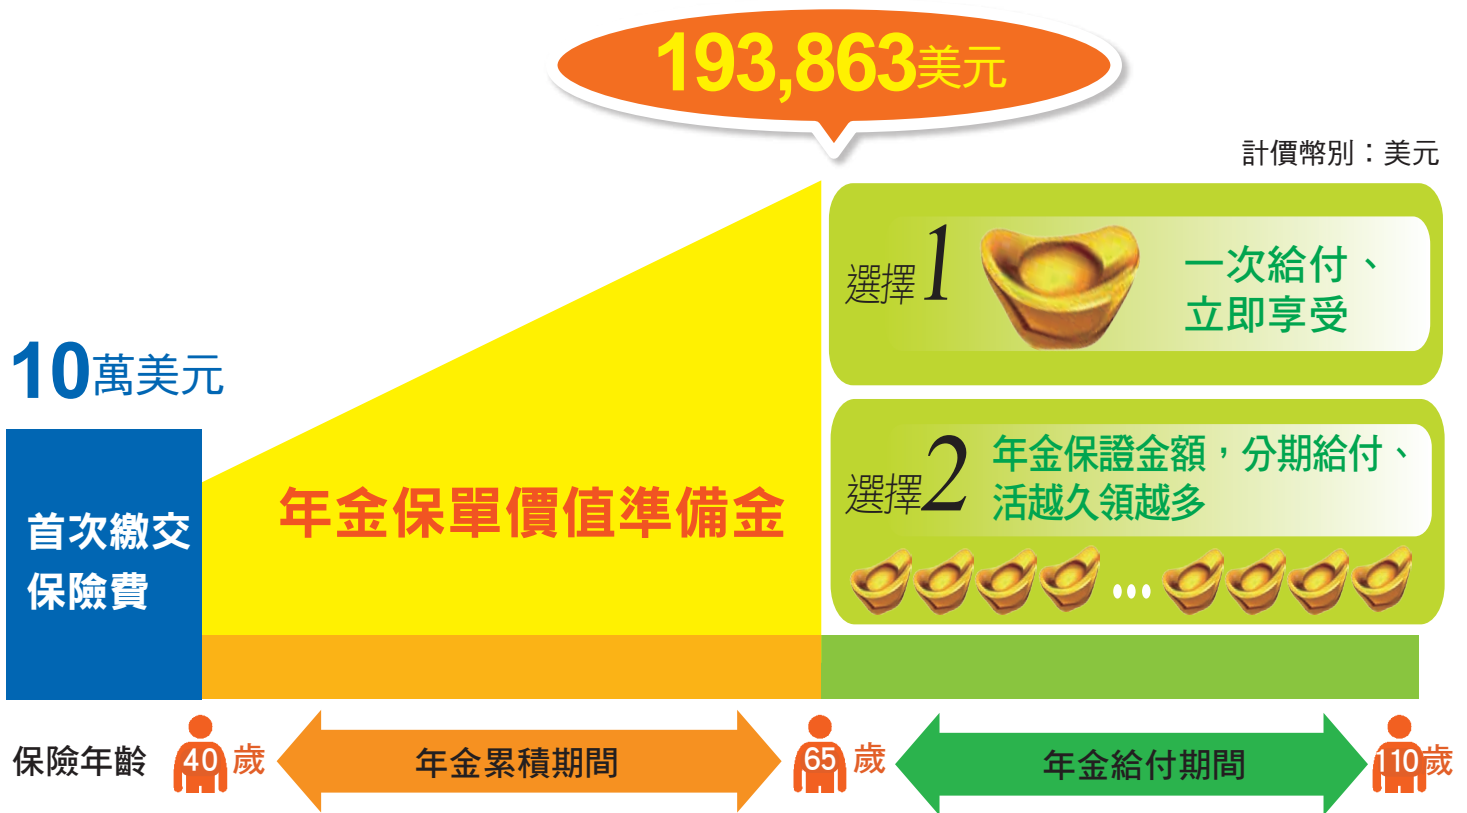 193,863美元
計價幣別：美元
選擇1
一次給付、
立即享受
10萬美元
選擇2
年金保證金額，分期給付、
活越久領越多
首次繳交
保險費
年金保單價值準備金
保險年齡
40歲
年金累積期間
65歲
年金給付期間
110歲